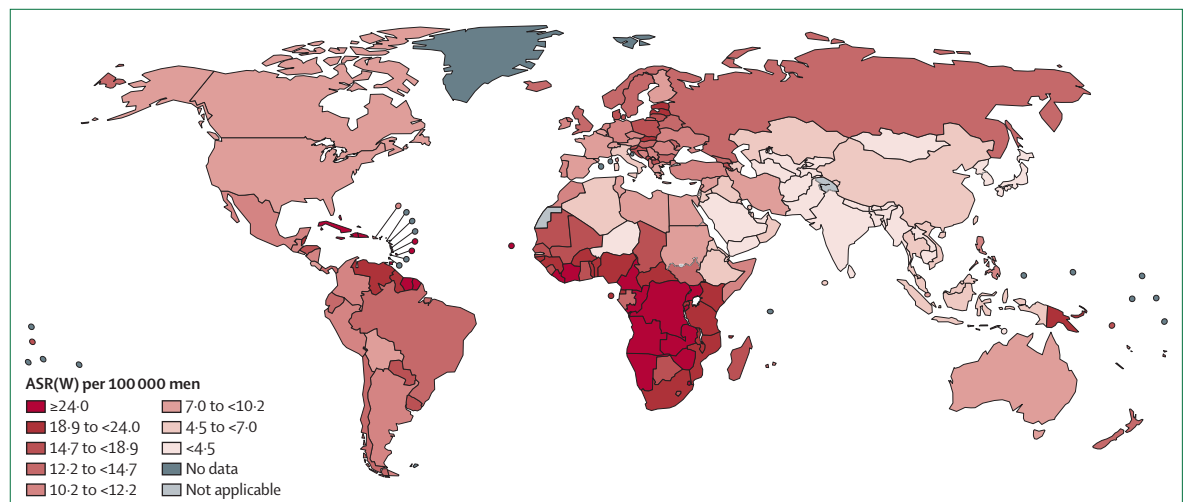 ASR(W) per 100 000 men
≥24·0
18·9 to <24.0
14·7 to <18·9
12·2 to <14·7
10·2 to <12·2
7·0 to <10·2
4·5 to <7·0
<4·5
No data
Not applicable